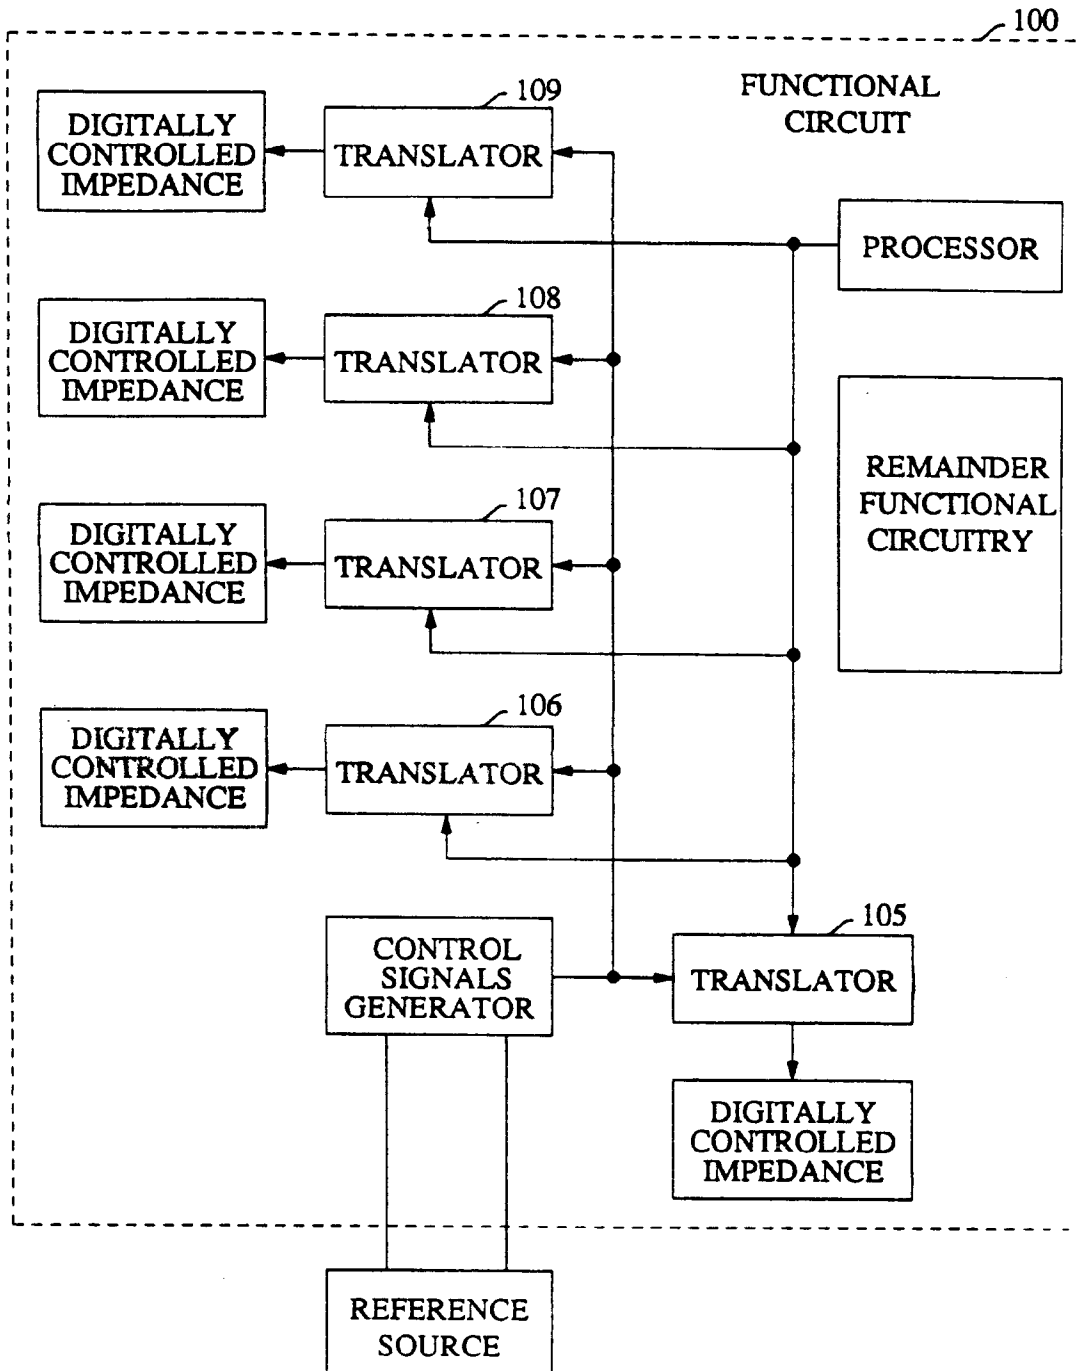 100
FUNCTIONAL
CIRCUIT
109
DIGITALLY
CONTROLLED
IMPEDANCE
TRANSLATOR
PROCESSOR
108
DIGITALLY
CONTROLLED
IMPEDANCE
TRANSLATOR
REMAINDER
FUNCTIONAL
CIRCUITRY
107
DIGITALLY
CONTROLLED
IMPEDANCE
TRANSLATOR
106
DIGITALLY
CONTROLLED
IMPEDANCE
TRANSLATOR
105
CONTROL
SIGNALS
GENERATOR
TRANSLATOR
DIGITALLY
CONTROLLED
IMPEDANCE
REFERENCE
SOURCE